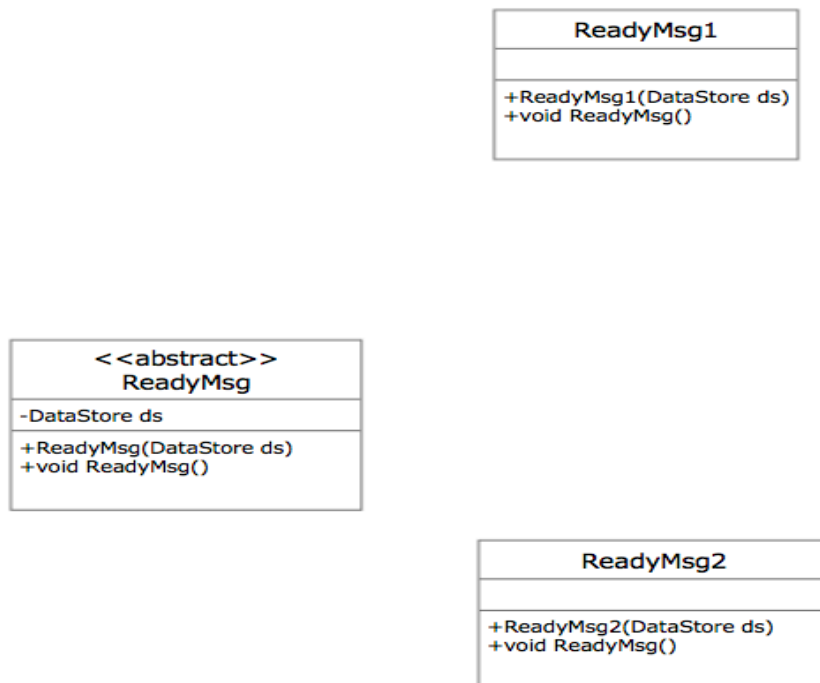 ReadyMsg1
+ReadyMsg1(DataStore ds)
+void ReadyMsg()
<<abstract>>
ReadyMsg
-DataStore ds
+ReadyMsg(DataStore ds)
+void ReadyMsg()
ReadyMsg2
+ReadyMsg2(DataStore ds)
+void ReadyMsg()